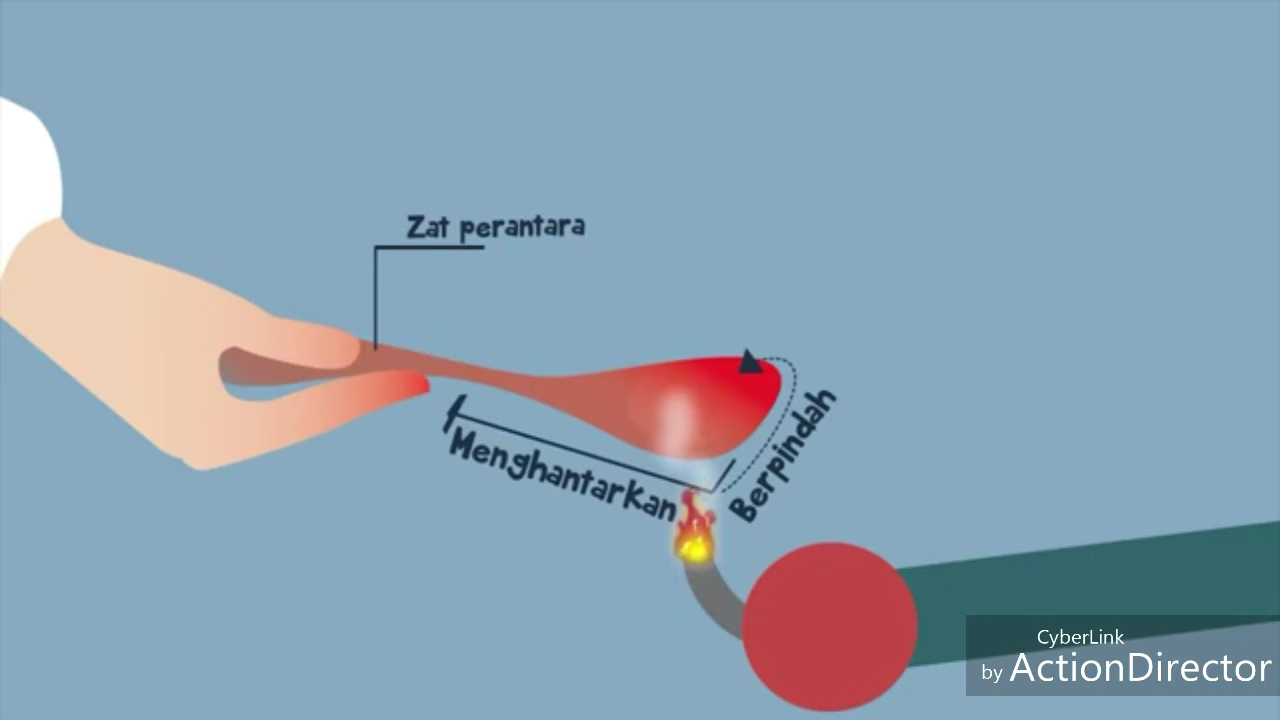 Zat perantara
Menghantarkan
Berpindah
CyberLink
by ActionDirector